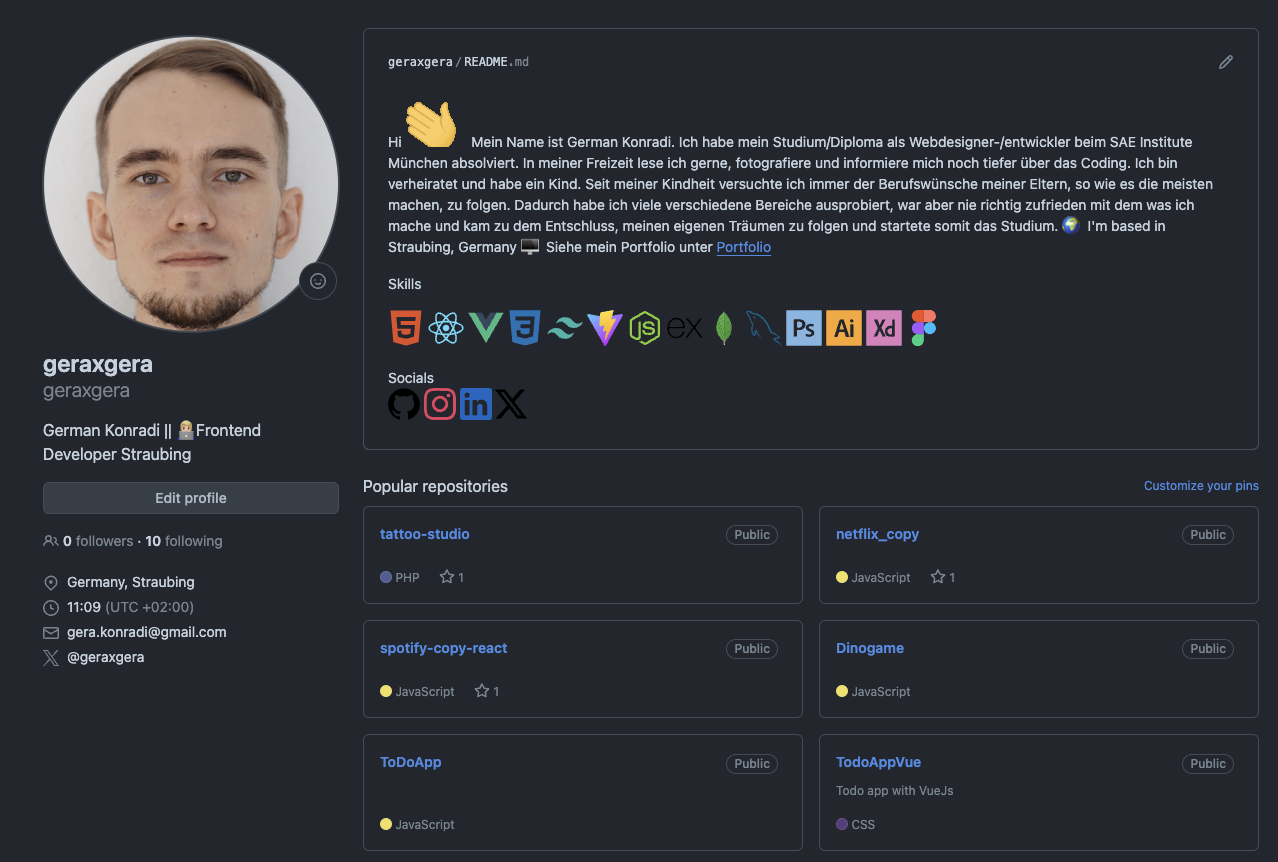 geraxgera
geraxgera
German Konradi || Frontend
Developer Straubing
Edit profile
0 followers · 10 following
Germany, Straubing
11:09 (UTC +02:00)
gera.konradi@gmail.com
@geraxgera
geraxgera/README.md
Hi Mein Name ist German Konradi. Ich habe mein Studium/Diploma als Webdesigner-/entwickler beim SAE Institute
München absolviert. In meiner Freizeit lese ich gerne, fotografiere und informiere mich noch tiefer über das Coding. Ich bin
verheiratet und habe ein Kind. Seit meiner Kindheit versuchte ich immer der Berufswünsche meiner Eltern, so wie es die meisten
machen, zu folgen. Dadurch habe ich viele verschiedene Bereiche ausprobiert, war aber nie richtig zufrieden mit dem was ich
mache und kam zu dem Entschluss, meinen eigenen Träumen zu folgen und startete somit das Studium. I'm based in
Straubing, Germany Siehe mein Portfolio unter Portfolio
Skills
5 3 JS ex Ps Ai Xd
Socials
in X
Popular repositories
Customize your pins
tattoo-studio Public
PHP 1
netflix_copy Public
JavaScript 1
spotify-copy-react Public
JavaScript 1
Dinogame Public
JavaScript
ToDoApp Public
JavaScript
TodoAppVue Public
Todo app with VueJs
CSS